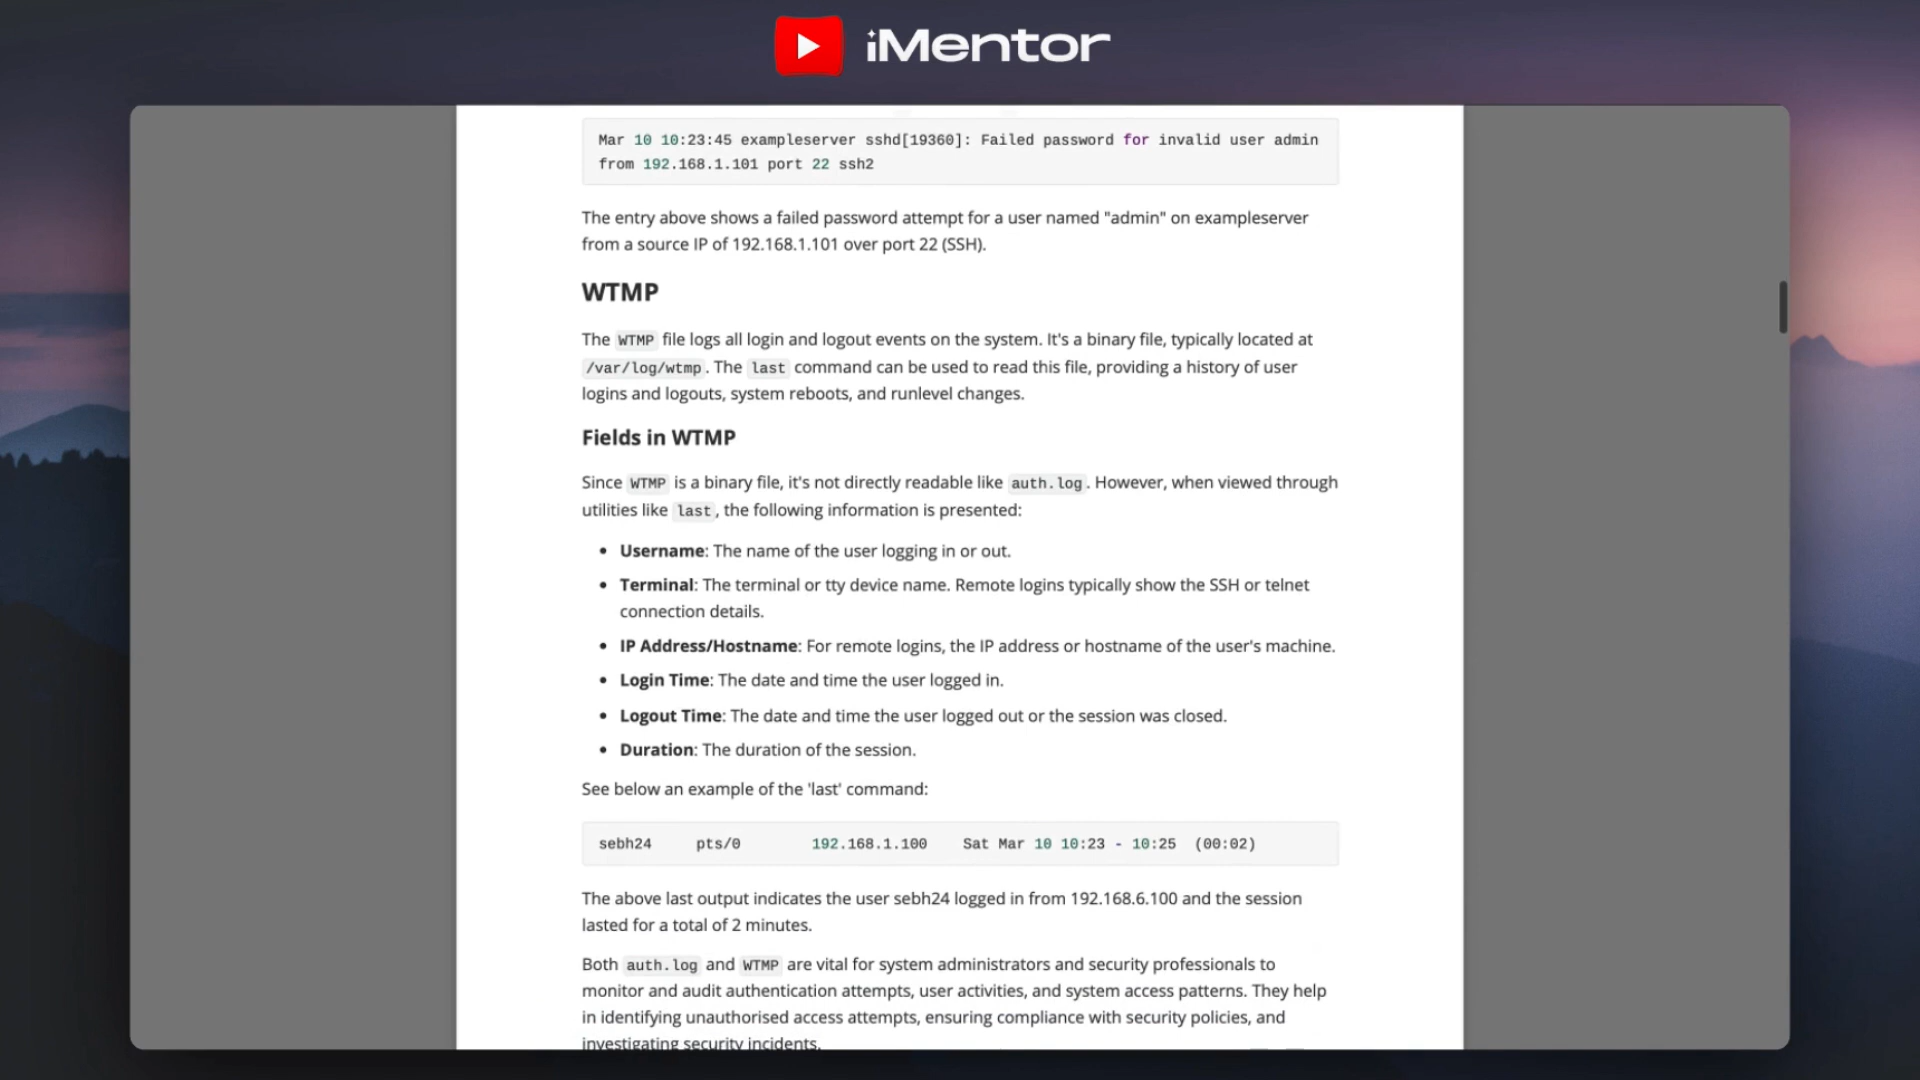 iMentor
Mar 10 10:23:45 exampleserver sshd[19360]: Failed password for invalid user admin
from 192.168.1.101 port 22 ssh2
The entry above shows a failed password attempt for a user named "admin" on exampleserver
from a source IP of 192.168.1.101 over port 22 (SSH).
WTMP
The WTMP file logs all login and logout events on the system. It's a binary file, typically located at
/var/log/wtmp. The last command can be used to read this file, providing a history of user
logins and logouts, system reboots, and runlevel changes.
Fields in WTMP
Since WTMP is a binary file, it's not directly readable like auth.log. However, when viewed through
utilities like last, the following information is presented:
• Username: The name of the user logging in or out.
• Terminal: The terminal or tty device name. Remote logins typically show the SSH or telnet
connection details.
• IP Address/Hostname: For remote logins, the IP address or hostname of the user's machine.
• Login Time: The date and time the user logged in.
• Logout Time: The date and time the user logged out or the session was closed.
• Duration: The duration of the session.
See below an example of the 'last' command:
sebh24 pts/0 192.168.1.100 Sat Mar 10 10:23 - 10:25 (00:02)
The above last output indicates the user sebh24 logged in from 192.168.6.100 and the session
lasted for a total of 2 minutes.
Both auth.log and WTMP are vital for system administrators and security professionals to
monitor and audit authentication attempts, user activities, and system access patterns. They help
in identifying unauthorised access attempts, ensuring compliance with security policies, and
investigating security incidents.